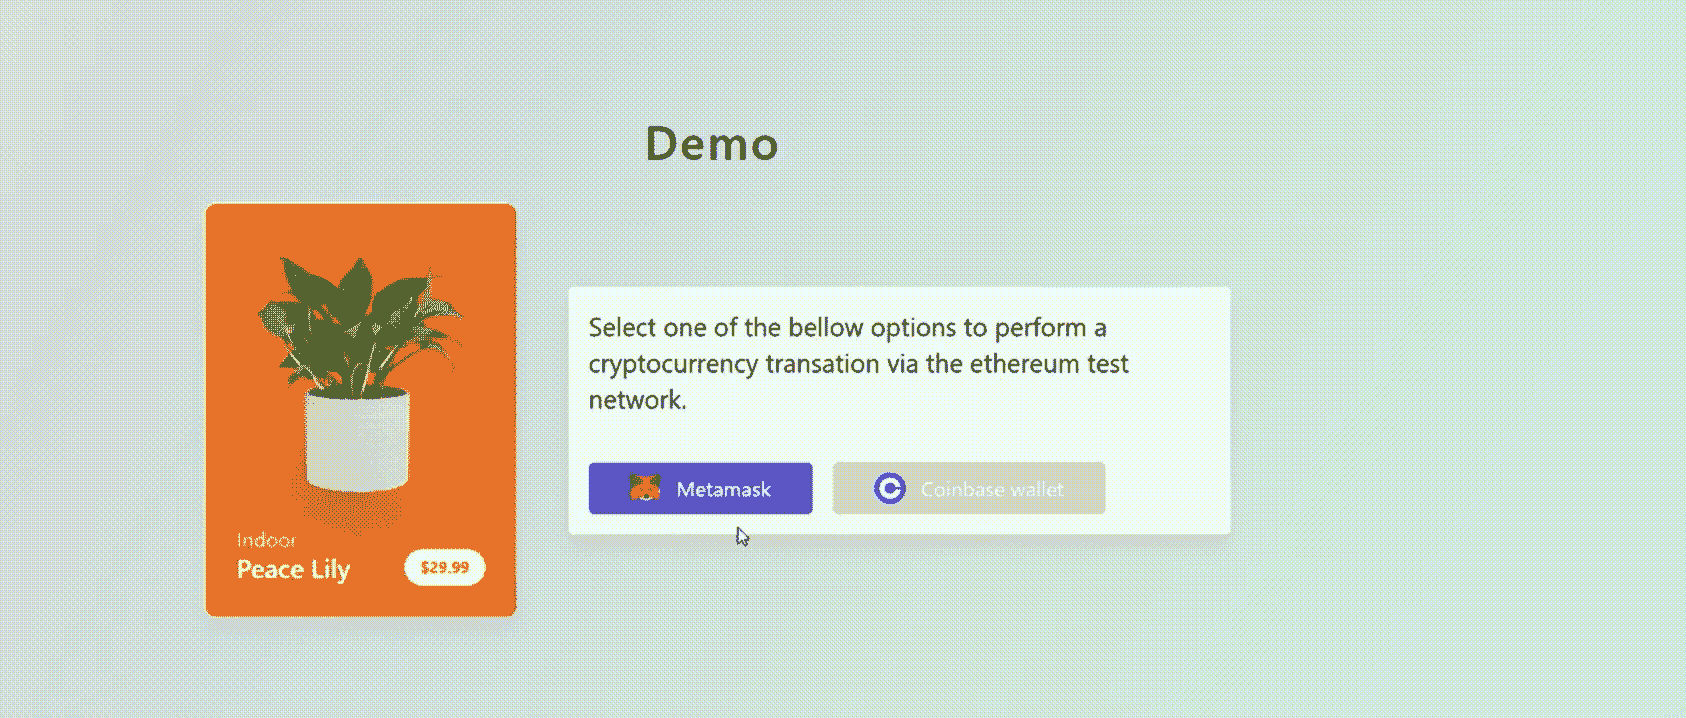 Demo
Indoor
Peace Lily
$29.99
Select one of the bellow options to perform a
cryptocurrency transation via the ethereum test
network.
Metamask
Coinbase wallet